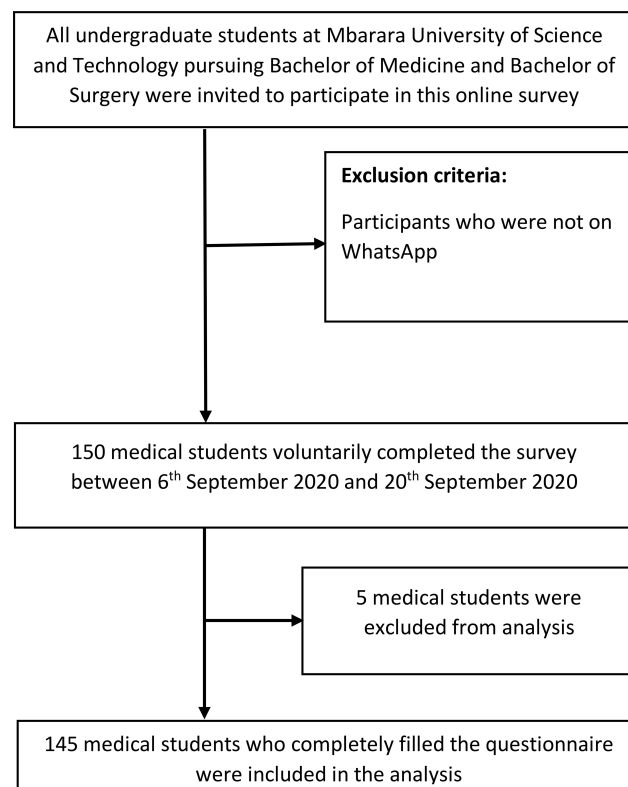 All undergraduate students at Mbarara University of Science
and Technology pursuing Bachelor of Medicine and Bachelor of
Surgery were invited to participate in this online survey
Exclusion criteria:
Participants who were not on
WhatsApp
150 medical students voluntarily completed the survey
between 6th September 2020 and 20th September 2020
5 medical students were
excluded from analysis
145 medical students who completely filled the questionnaire
were included in the analysis